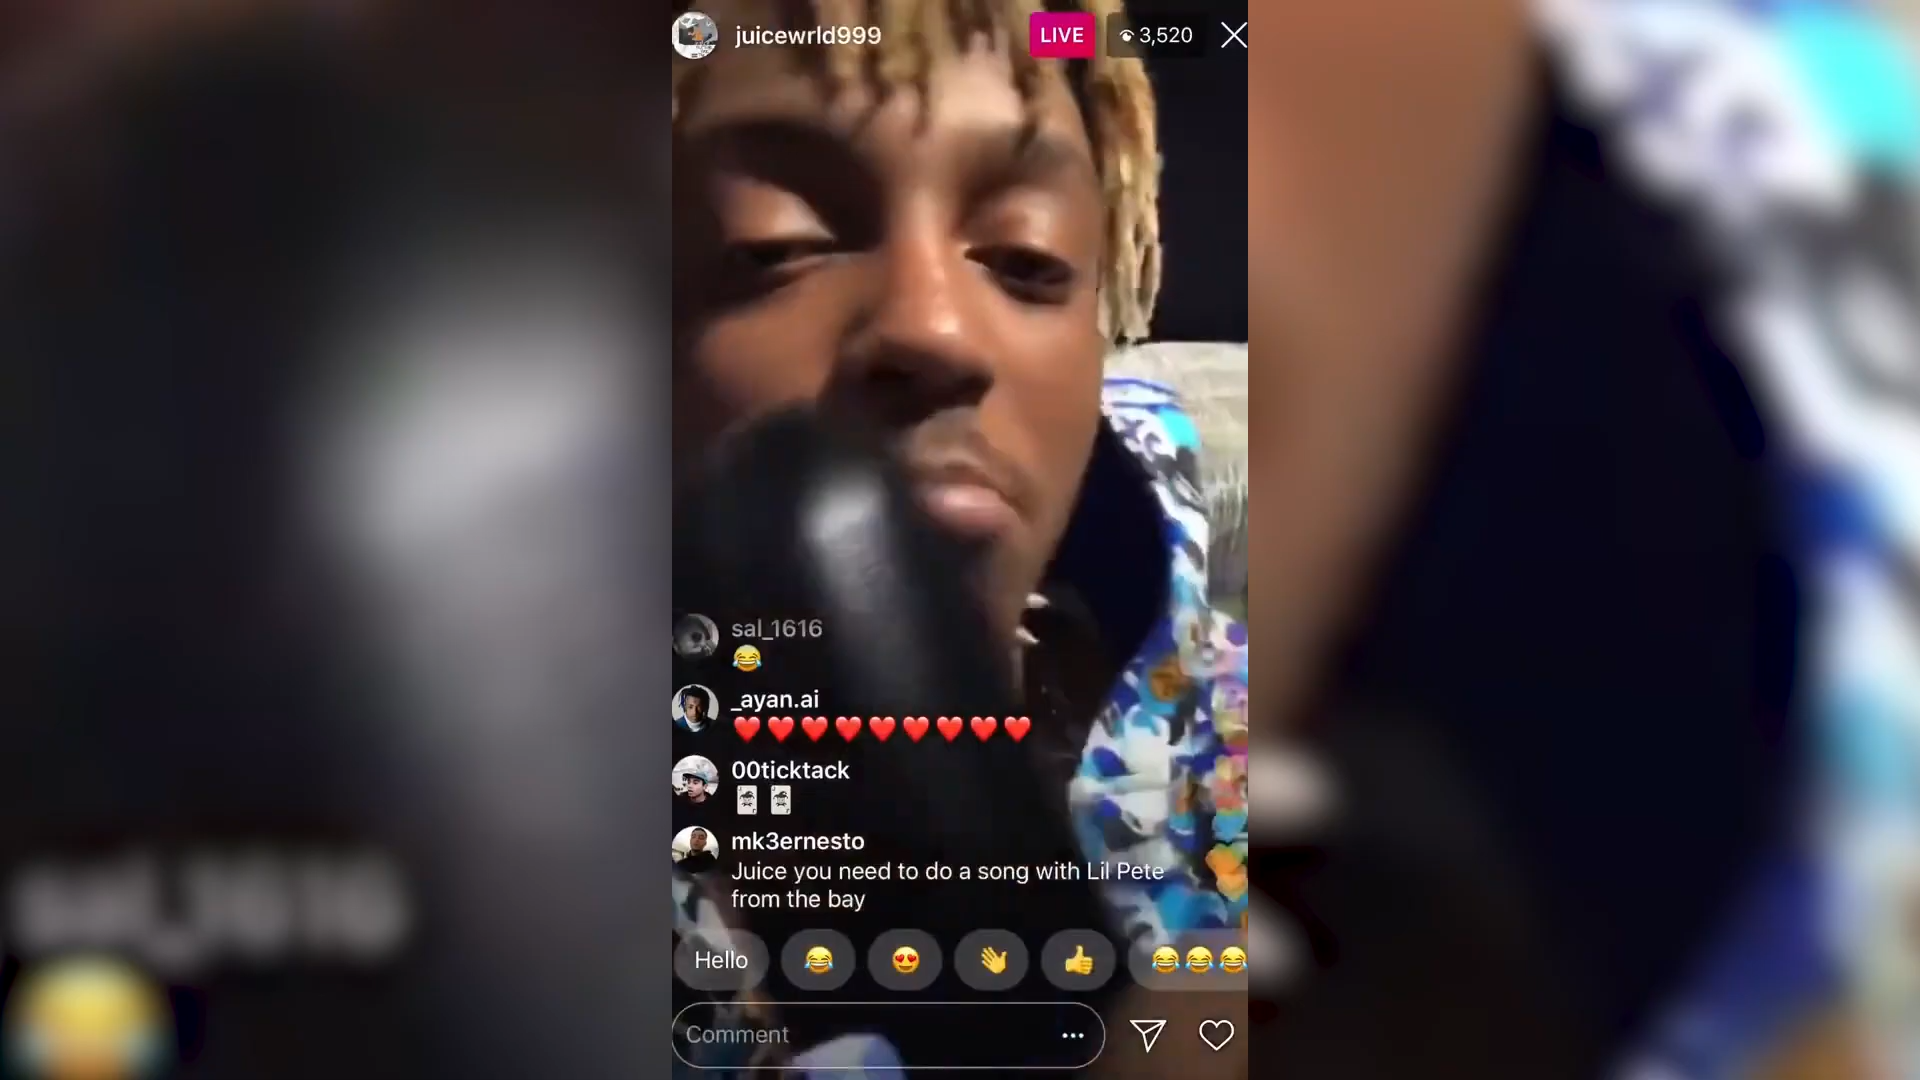 juicewrld999
LIVE
3,520
sal_1616
😂
_ayan.ai
❤️❤️❤️❤️❤️❤️❤️❤️❤️
00ticktack
🃏🃏
mk3ernesto
Juice you need to do a song with Lil Pete
from the bay
Hello 😂 😍 👋 👍 😂😂😂
Comment